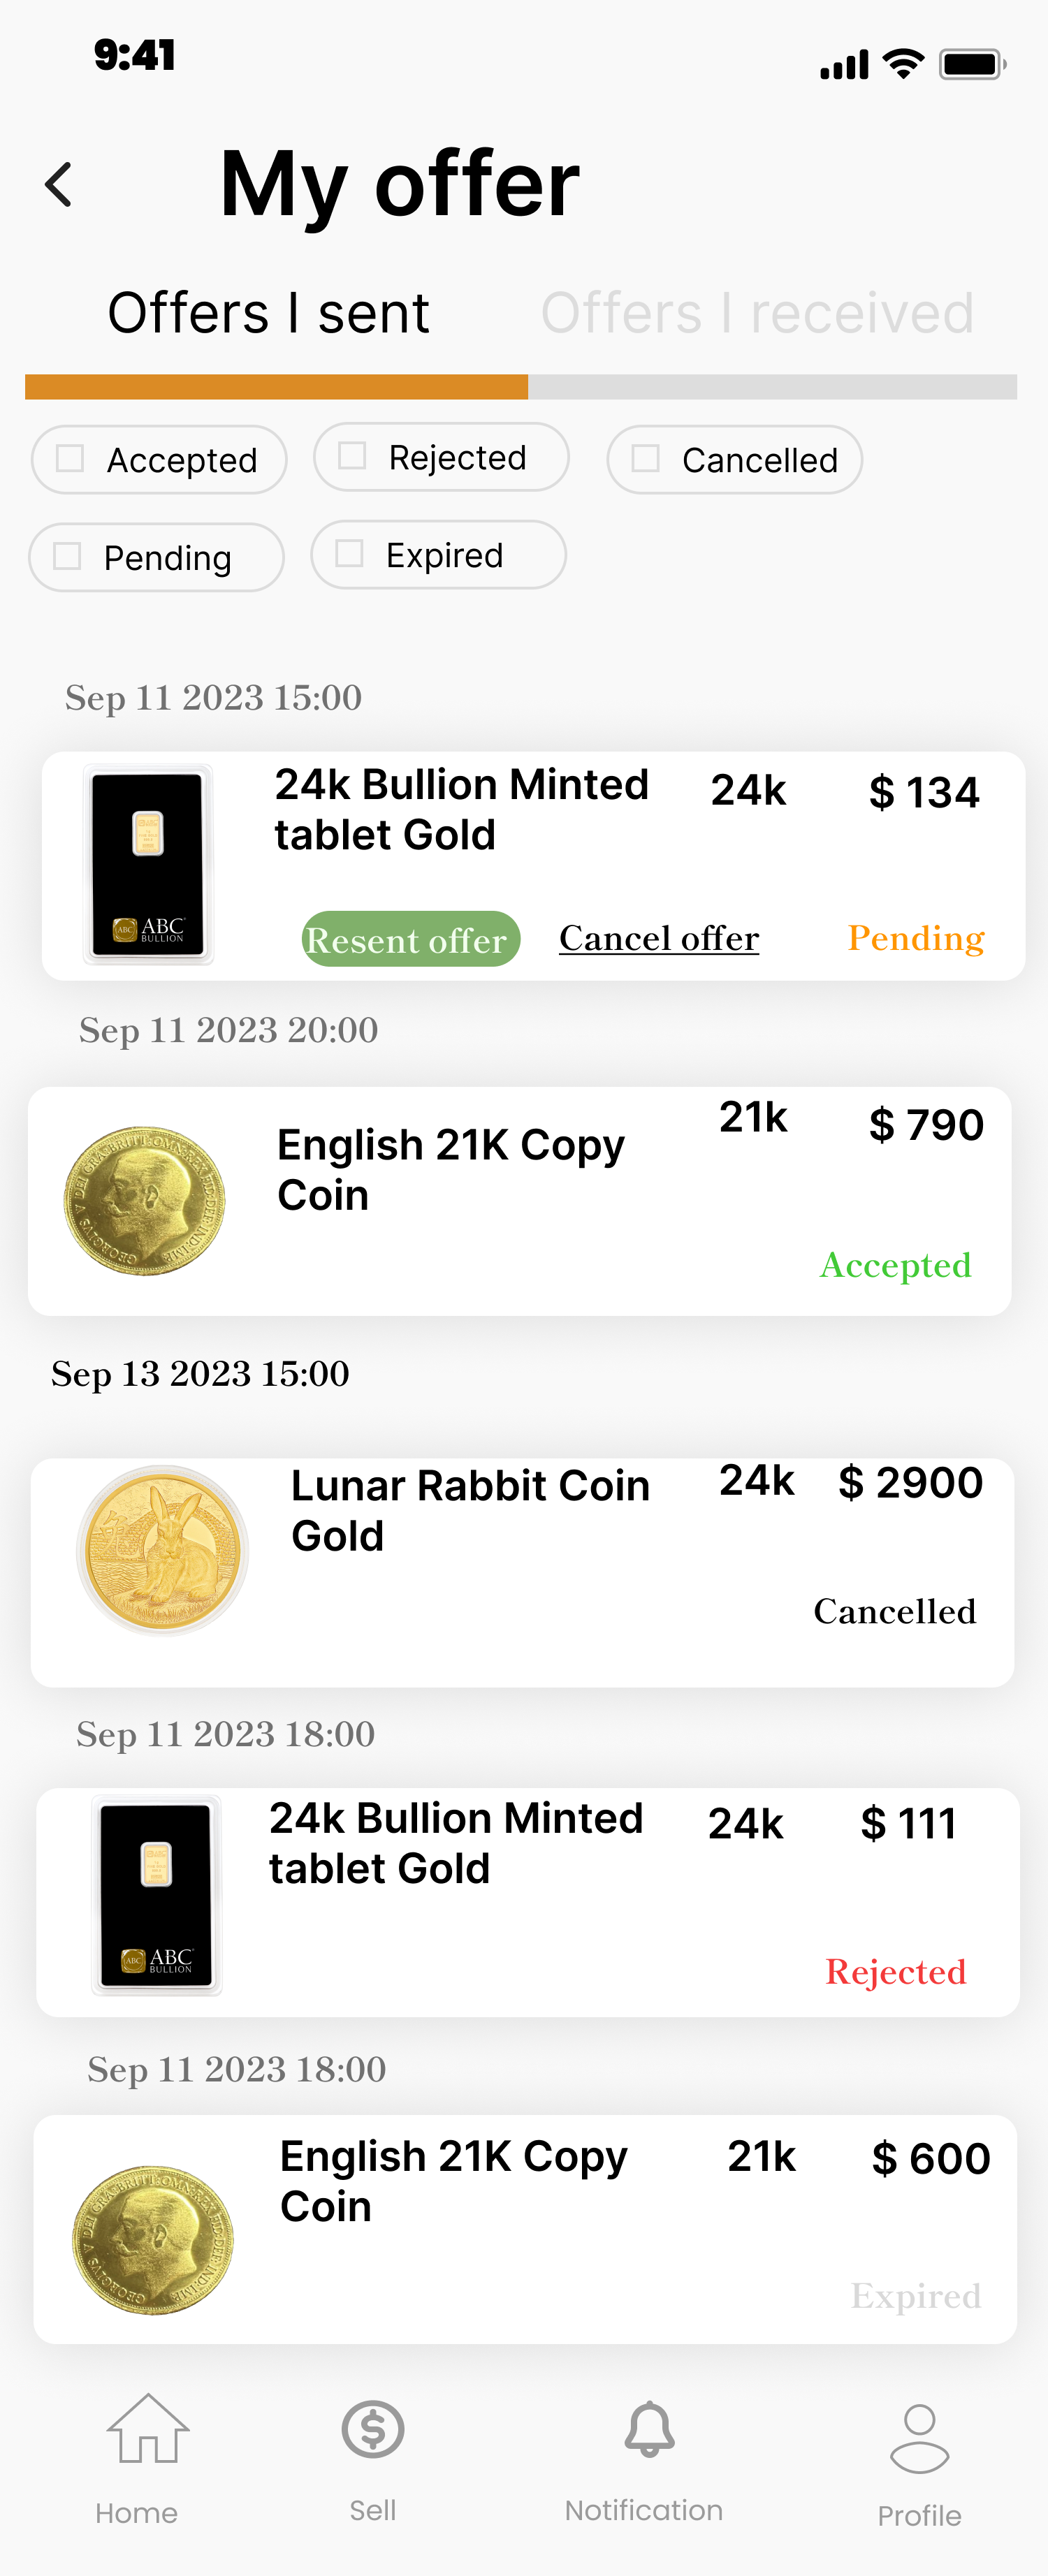 9:41
My offer
Offers I sent
Offers I received
Accepted
Rejected
Cancelled
Pending
Expired
Sep 11 2023 15:00
24k Bullion Minted
tablet Gold
24k
$ 134
ABC
ABC
BULLION
Resent offer
Cancel offer
Pending
Sep 11 2023 20:00
English 21K Copy
Coin
21k
$ 790
Accepted
Sep 13 2023 15:00
Lunar Rabbit Coin
Gold
24k
$ 2900
Cancelled
Sep 11 2023 18:00
24k Bullion Minted
tablet Gold
24k
$ 111
ABC
ABC
BULLION
Rejected
Sep 11 2023 18:00
English 21K Copy
Coin
21k
$ 600
Expired
Home
Sell
Notification
Profile